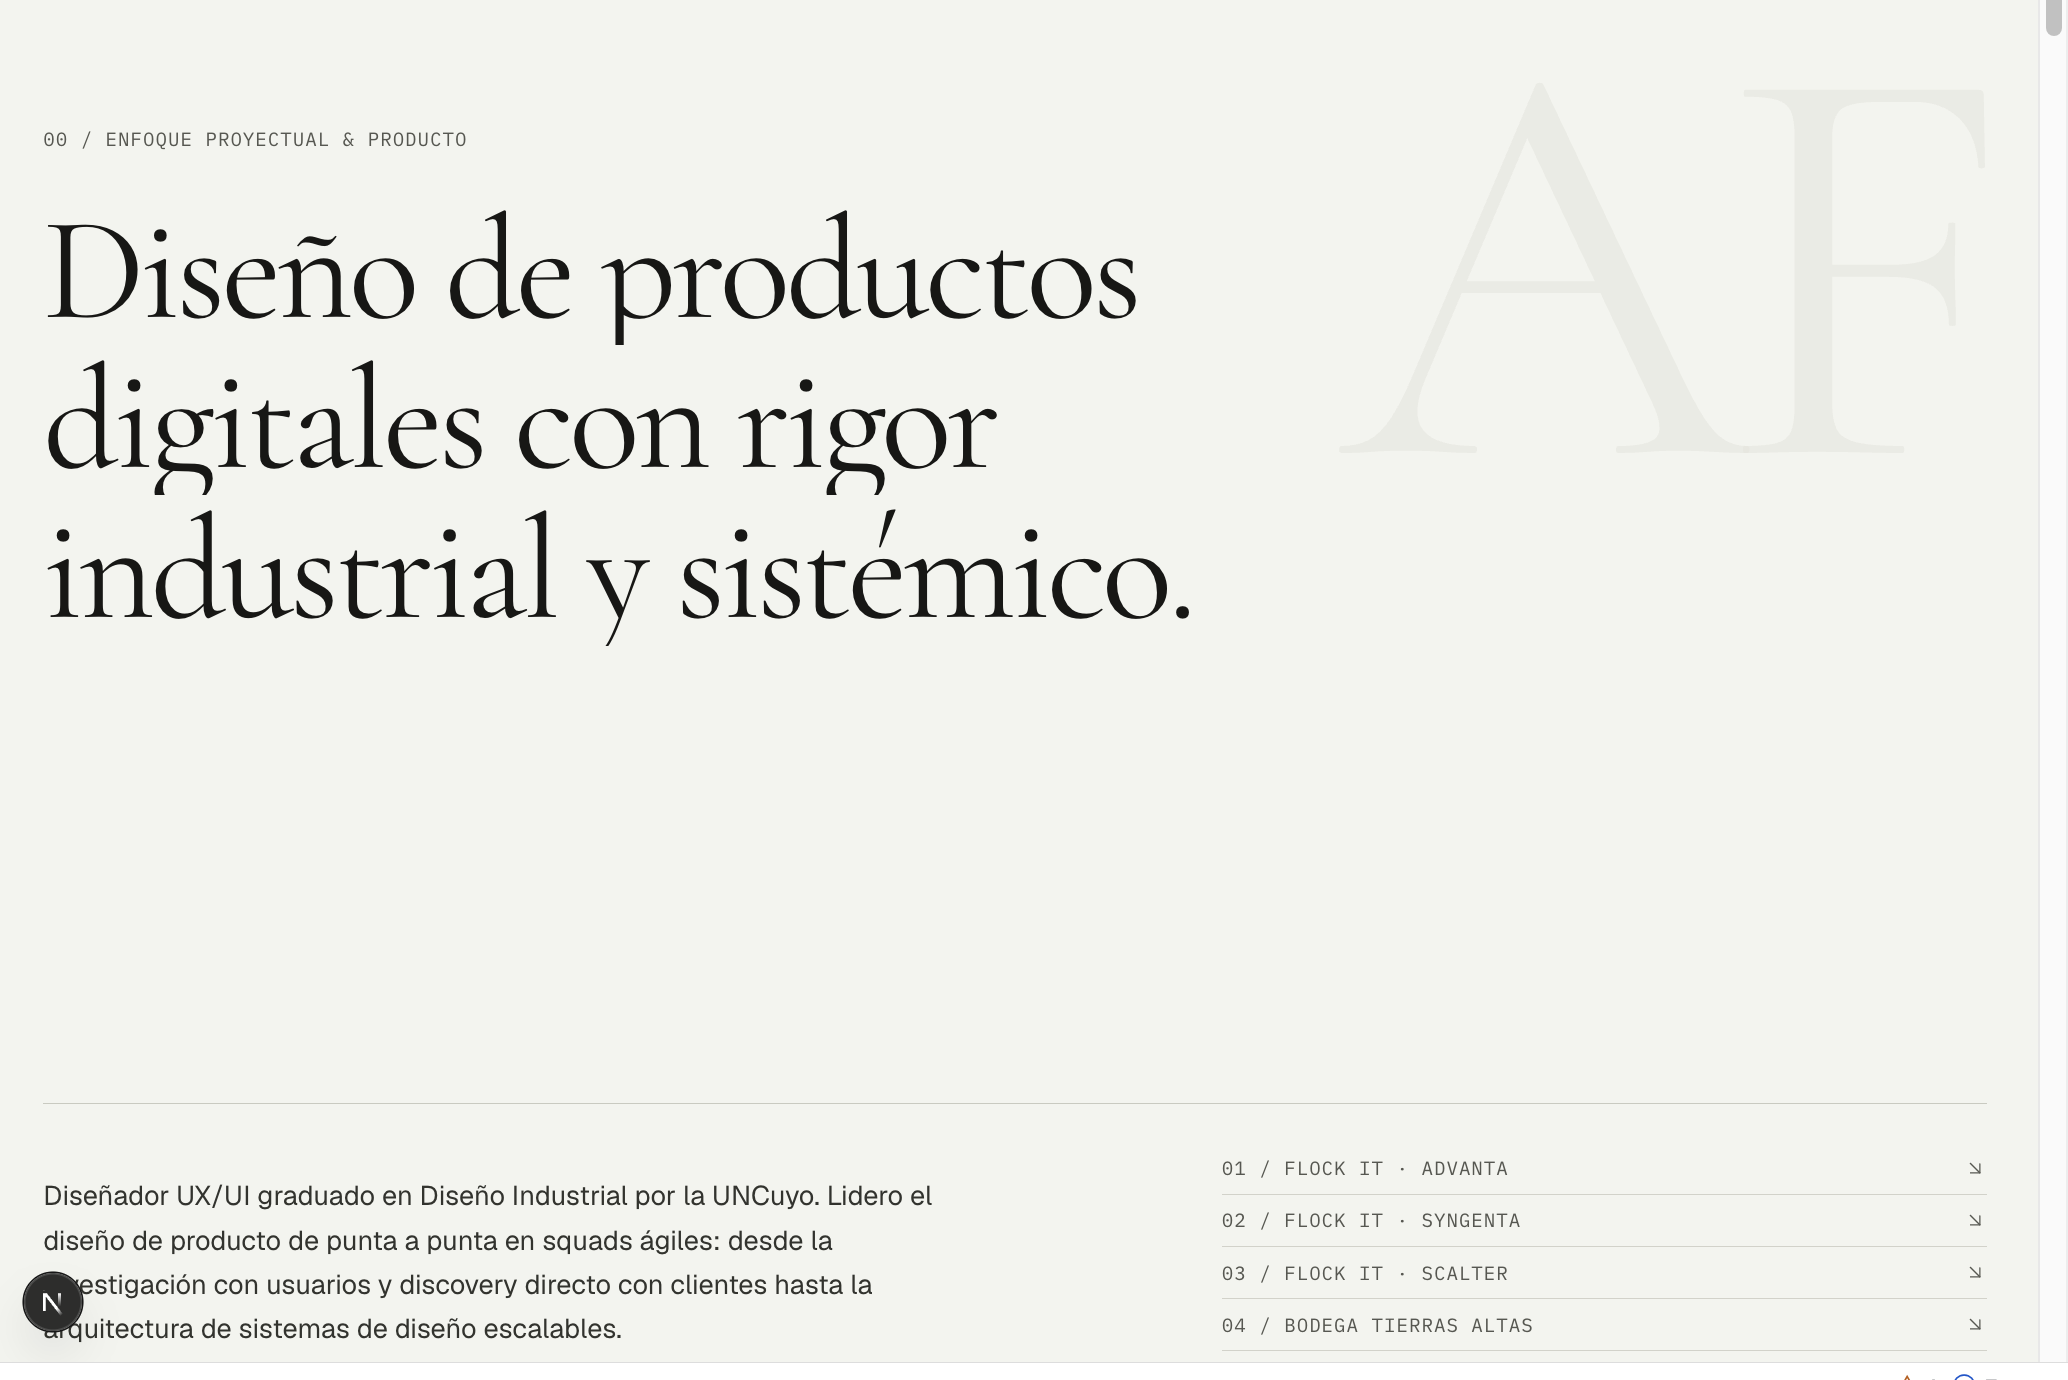 00 / ENFOQUE PROYECTUAL & PRODUCTO
AF
Diseño de productos
digitales con rigor
industrial y sistémico.
Diseñador UX/UI graduado en Diseño Industrial por la UNCuyo. Lidero el
diseño de producto de punta a punta en squads ágiles: desde la
investigación con usuarios y discovery directo con clientes hasta la
arquitectura de sistemas de diseño escalables.
N
01 / FLOCK IT · ADVANTA
02 / FLOCK IT · SYNGENTA
03 / FLOCK IT · SCALTER
04 / BODEGA TIERRAS ALTAS